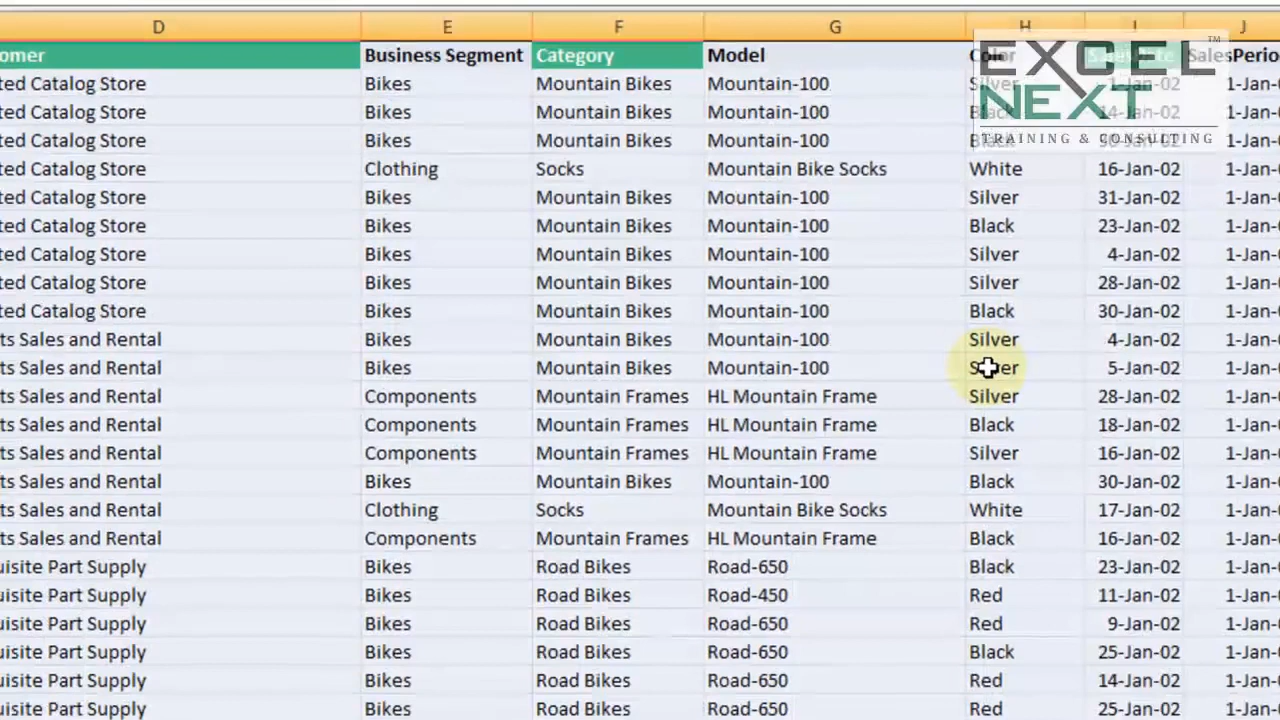 D E F G H I J
omer Business Segment Category Model Color SalesDate SalesPerio
ted Catalog Store Bikes Mountain Bikes Mountain-100 Silver 1-Jan-02 1-Jan-
ted Catalog Store Bikes Mountain Bikes Mountain-100 Black 14-Jan-02 1-Jan-
ted Catalog Store Bikes Mountain Bikes Mountain-100 Black 30-Jan-02 1-Jan-
ted Catalog Store Clothing Socks Mountain Bike Socks White 16-Jan-02 1-Jan-
ted Catalog Store Bikes Mountain Bikes Mountain-100 Silver 31-Jan-02 1-Jan-
ted Catalog Store Bikes Mountain Bikes Mountain-100 Black 23-Jan-02 1-Jan-
ted Catalog Store Bikes Mountain Bikes Mountain-100 Silver 4-Jan-02 1-Jan-
ted Catalog Store Bikes Mountain Bikes Mountain-100 Silver 28-Jan-02 1-Jan-
ted Catalog Store Bikes Mountain Bikes Mountain-100 Black 30-Jan-02 1-Jan-
ts Sales and Rental Bikes Mountain Bikes Mountain-100 Silver 4-Jan-02 1-Jan-
ts Sales and Rental Bikes Mountain Bikes Mountain-100 Silver 5-Jan-02 1-Jan-
ts Sales and Rental Components Mountain Frames HL Mountain Frame Silver 28-Jan-02 1-Jan-
ts Sales and Rental Components Mountain Frames HL Mountain Frame Black 18-Jan-02 1-Jan-
ts Sales and Rental Components Mountain Frames HL Mountain Frame Silver 16-Jan-02 1-Jan-
ts Sales and Rental Bikes Mountain Bikes Mountain-100 Black 30-Jan-02 1-Jan-
ts Sales and Rental Clothing Socks Mountain Bike Socks White 17-Jan-02 1-Jan-
ts Sales and Rental Components Mountain Frames HL Mountain Frame Black 16-Jan-02 1-Jan-
uisite Part Supply Bikes Road Bikes Road-650 Black 23-Jan-02 1-Jan-
uisite Part Supply Bikes Road Bikes Road-450 Red 11-Jan-02 1-Jan-
uisite Part Supply Bikes Road Bikes Road-650 Red 9-Jan-02 1-Jan-
uisite Part Supply Bikes Road Bikes Road-650 Black 25-Jan-02 1-Jan-
uisite Part Supply Bikes Road Bikes Road-650 Red 14-Jan-02 1-Jan-
uisite Part Supply Bikes Road Bikes Road-650 Red 25-Jan-02 1-Jan-
EXCEL™
NEXT
TRAINING & CONSULTING